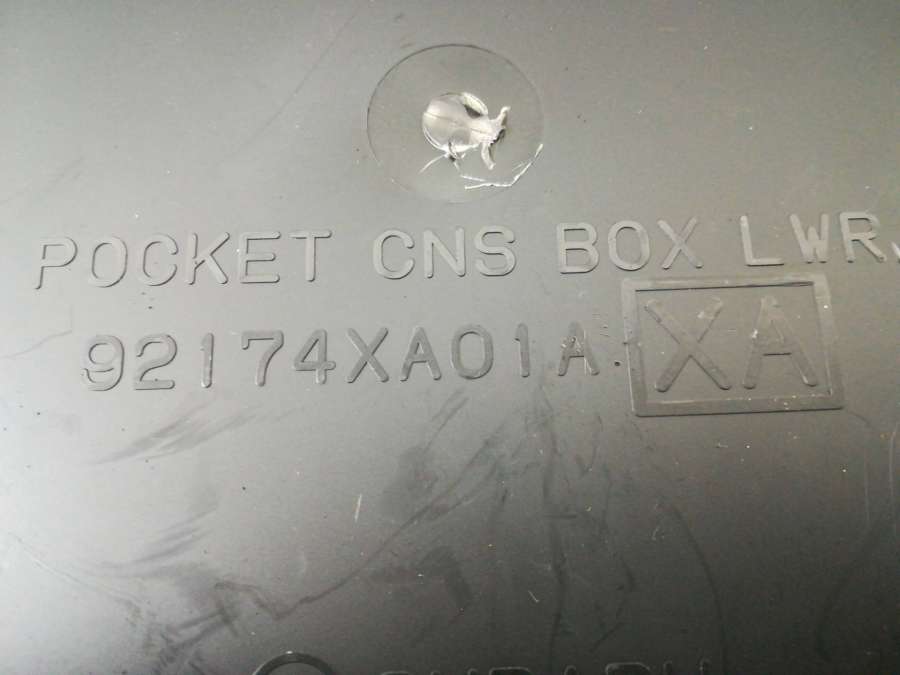 POCKET CNS BOX LWR.
92174XA01A. XA